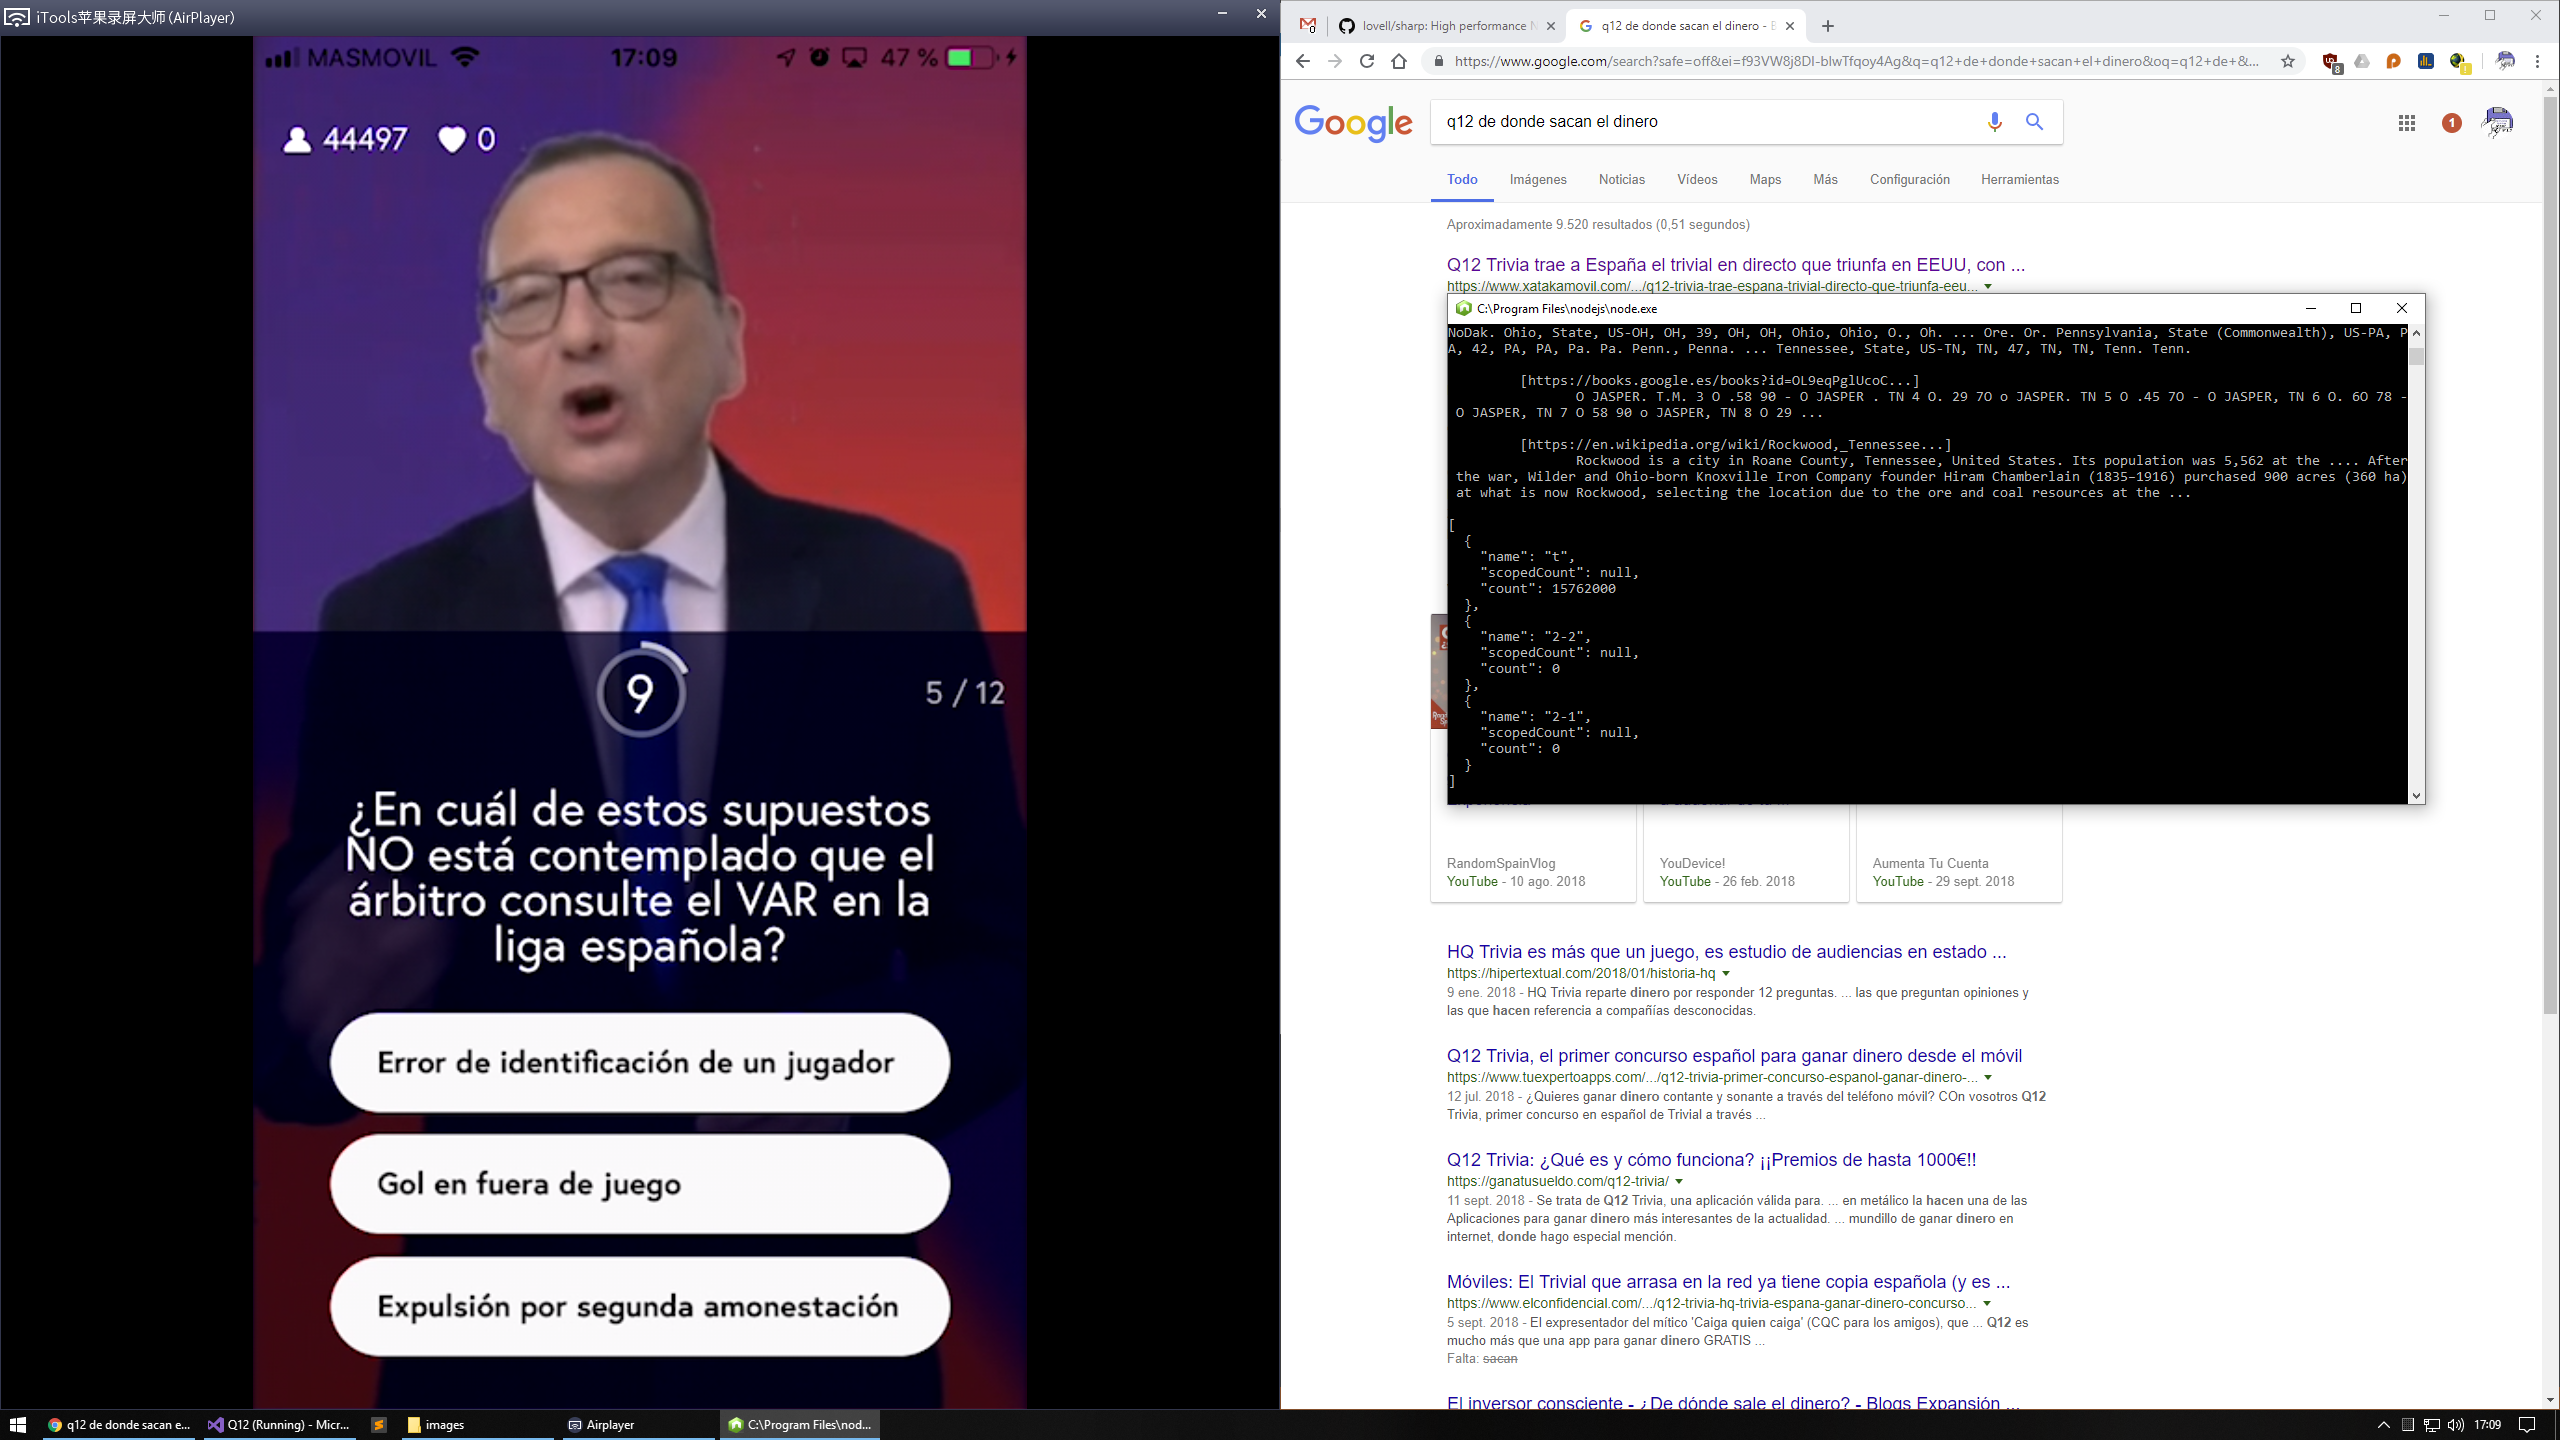 iTools苹果录屏大师(AirPlayer)
MASMOVIL 17:09 47 %
44497 0
9
5 / 12
¿En cuál de estos supuestos
NO está contemplado que el
árbitro consulte el VAR en la
liga española?
Error de identificación de un jugador
Gol en fuera de juego
Expulsión por segunda amonestación
lovell/sharp: High performance N
q12 de donde sacan el dinero - B
https://www.google.com/search?safe=off&ei=f93VW8j8DI-blwTfqoy4Ag&q=q12+de+donde+sacan+el+dinero&oq=q12+de+&...
8
Google
q12 de donde sacan el dinero
1
Todo Imágenes Noticias Vídeos Maps Más Configuración Herramientas
Aproximadamente 9.520 resultados (0,51 segundos)
Q12 Trivia trae a España el trivial en directo que triunfa en EEUU, con ...
https://www.xatakamovil.com/.../q12-trivia-trae-espana-trivial-directo-que-triunfa-eeu...
C:\Program Files\nodejs\node.exe
NoDak. Ohio, State, US-OH, OH, 39, OH, OH, Ohio, Ohio, O., Oh. ... Ore. Or. Pennsylvania, State (Commonwealth), US-PA, P
A, 42, PA, PA, Pa. Pa. Penn., Penna. ... Tennessee, State, US-TN, TN, 47, TN, TN, Tenn. Tenn.
[https://books.google.es/books?id=OL9eqPglUcoC...]
O JASPER. T.M. 3 O .58 90 - O JASPER . TN 4 O. 29 7O o JASPER. TN 5 O .45 7O - O JASPER, TN 6 O. 6O 78 -
O JASPER, TN 7 O 58 90 o JASPER, TN 8 O 29 ...
[https://en.wikipedia.org/wiki/Rockwood,_Tennessee...]
Rockwood is a city in Roane County, Tennessee, United States. Its population was 5,562 at the .... After
the war, Wilder and Ohio-born Knoxville Iron Company founder Hiram Chamberlain (1835–1916) purchased 900 acres (360 ha)
at what is now Rockwood, selecting the location due to the ore and coal resources at the ...
[
{
"name": "t",
"scopedCount": null,
"count": 15762000
},
{
"name": "2-2",
"scopedCount": null,
"count": 0
},
{
"name": "2-1",
"scopedCount": null,
"count": 0
}
]
RandomSpainVlog
YouTube - 10 ago. 2018
YouDevice!
YouTube - 26 feb. 2018
Aumenta Tu Cuenta
YouTube - 29 sept. 2018
HQ Trivia es más que un juego, es estudio de audiencias en estado ...
https://hipertextual.com/2018/01/historia-hq
9 ene. 2018 - HQ Trivia reparte dinero por responder 12 preguntas. ... las que preguntan opiniones y
las que hacen referencia a compañías desconocidas.
Q12 Trivia, el primer concurso español para ganar dinero desde el móvil
https://www.tuexpertoapps.com/.../q12-trivia-primer-concurso-espanol-ganar-dinero-...
12 jul. 2018 - ¿Quieres ganar dinero contante y sonante a través del teléfono móvil? COn vosotros Q12
Trivia, primer concurso en español de Trivial a través ...
Q12 Trivia: ¿Qué es y cómo funciona? ¡¡Premios de hasta 1000€!!
https://ganatusueldo.com/q12-trivia/
11 sept. 2018 - Se trata de Q12 Trivia, una aplicación válida para. ... en metálico la hacen una de las
Aplicaciones para ganar dinero más interesantes de la actualidad. ... mundillo de ganar dinero en
internet, donde hago especial mención.
Móviles: El Trivial que arrasa en la red ya tiene copia española (y es ...
https://www.elconfidencial.com/.../q12-trivia-hq-trivia-espana-ganar-dinero-concurso...
5 sept. 2018 - El expresentador del mítico 'Caiga quien caiga' (CQC para los amigos), que ... Q12 es
mucho más que una app para ganar dinero GRATIS ...
Falta: sacan
El inversor consciente - ¿De dónde sale el dinero? - Blogs Expansión ...
q12 de donde sacan e... Q12 (Running) - Micr... images Airplayer C:\Program Files\nod... 17:09